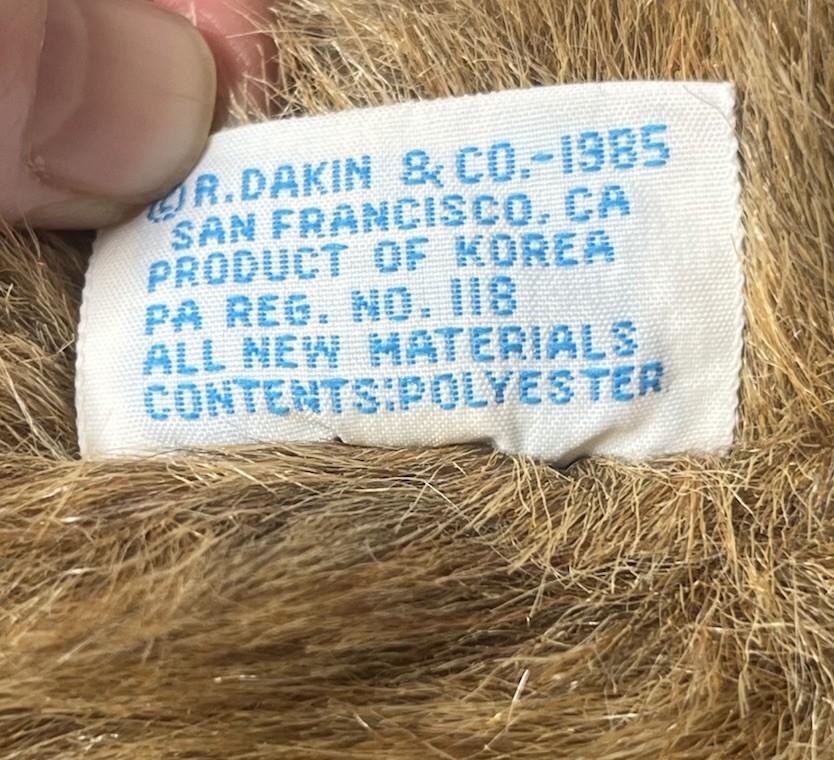 ©R.DAKIN & CO.-1985
SAN FRANCISCO, CA
PRODUCT OF KOREA
PA REG. NO. 118
ALL NEW MATERIALS
CONTENTS:POLYESTER